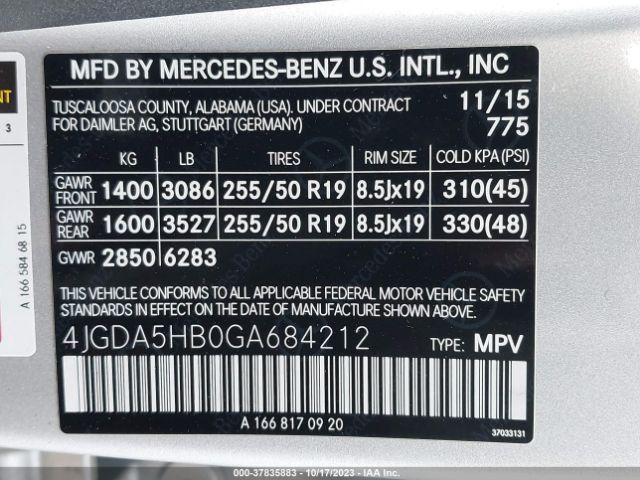 MFD BY MERCEDES-BENZ U.S. INTL., INC
TUSCALOOSA COUNTY, ALABAMA (USA). UNDER CONTRACT 11/15
FOR DAIMLER AG, STUTTGART (GERMANY) 775
KG LB TIRES RIM SIZE COLD KPA (PSI)
GAWR FRONT 1400 3086 255/50 R19 8.5Jx19 310(45)
GAWR REAR 1600 3527 255/50 R19 8.5Jx19 330(48)
GWR 2850 6283
THIS VEHICLE CONFORMS TO ALL APPLICABLE FEDERAL MOTOR VEHICLE SAFETY
STANDARDS IN EFFECT ON THE DATE OF MANUFACTURE SHOWN ABOVE.
4JGDA5HB0GA684212 TYPE: MPV
A 166 817 09 20
37033131
NT
3
A 166 584 68 15
000-37835883 - 10/17/2023 - IAA Inc.